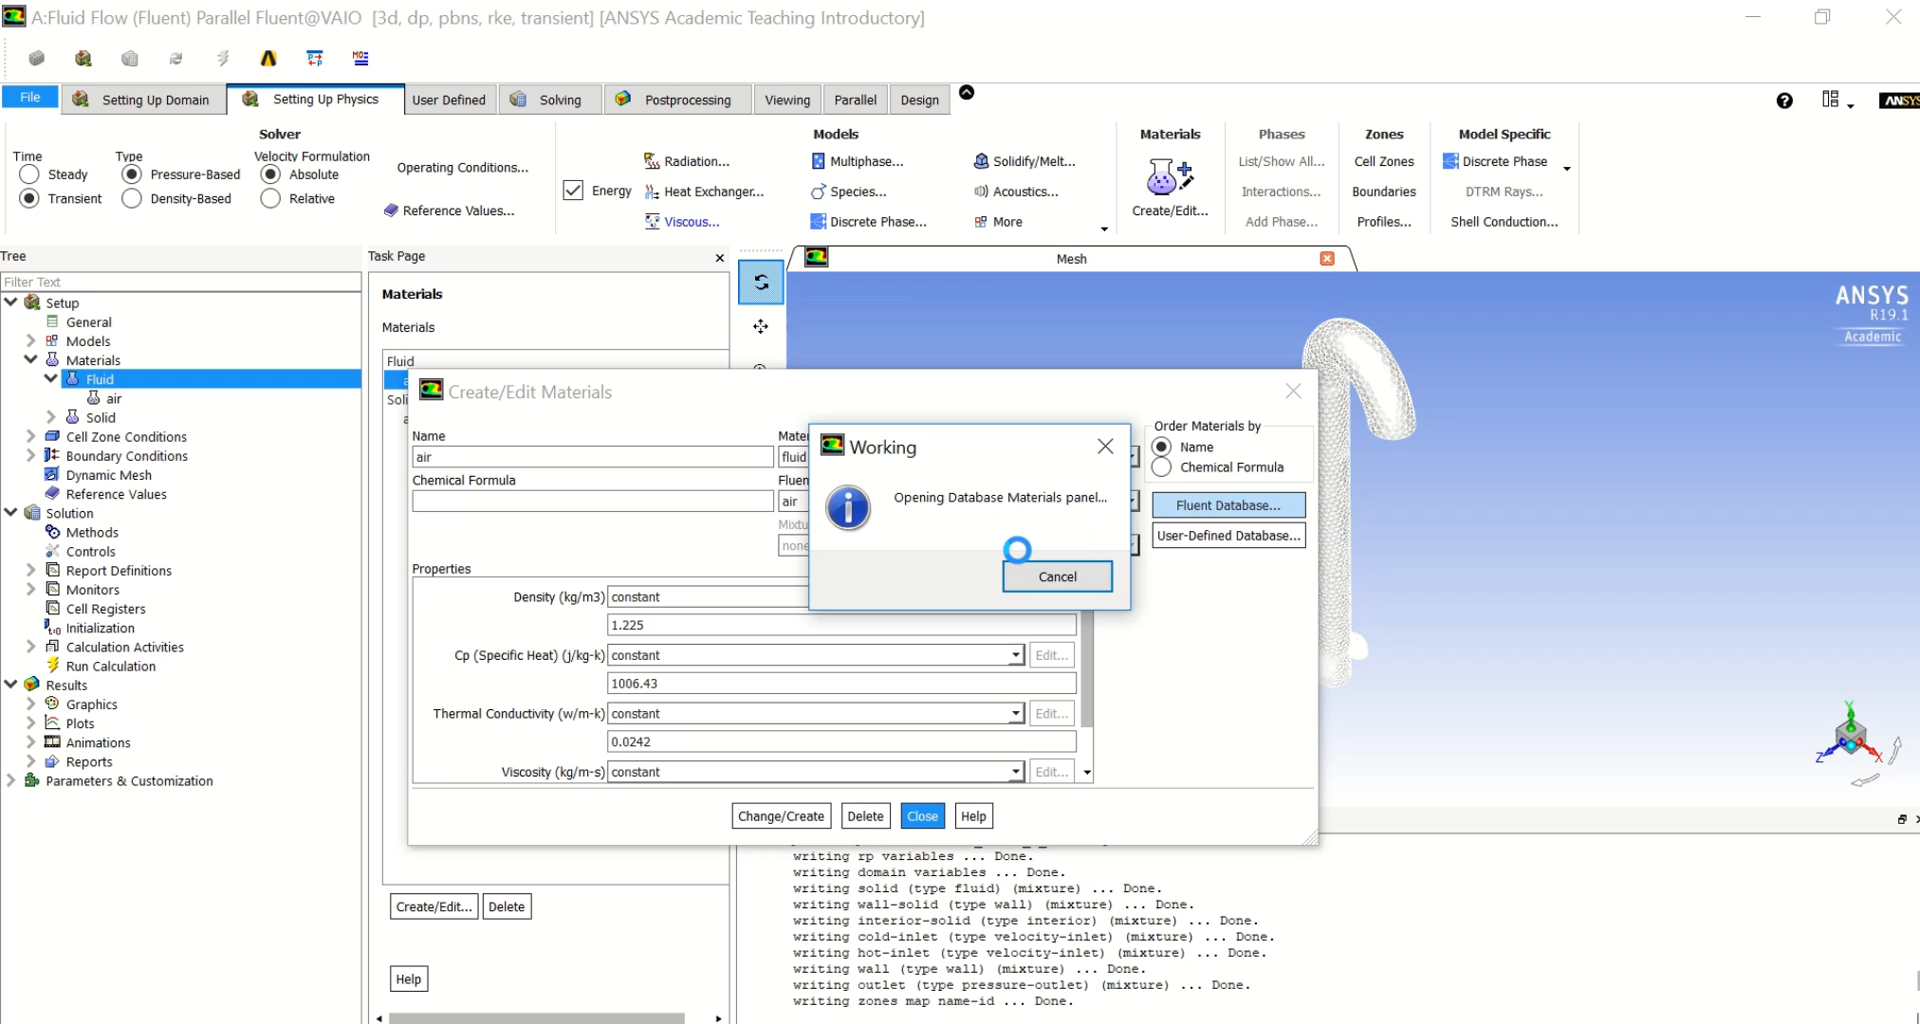 A:Fluid Flow (Fluent) Parallel Fluent@VAIO [3d, dp, pbns, rke, transient] [ANSYS Academic Teaching Introductory]
File
Setting Up Domain
Setting Up Physics
User Defined
Solving
Postprocessing
Viewing
Parallel
Design
ANSYS
Solver
Time
Steady
Transient
Type
Pressure-Based
Density-Based
Velocity Formulation
Absolute
Relative
Operating Conditions...
Reference Values...
Models
Energy
Radiation...
Heat Exchanger...
Viscous...
Multiphase...
Species...
Discrete Phase...
Solidify/Melt...
Acoustics...
More
Materials
Create/Edit...
Phases
List/Show All...
Interactions...
Add Phase...
Zones
Cell Zones
Boundaries
Profiles...
Model Specific
Discrete Phase
DTRM Rays...
Shell Conduction...
Tree
Filter Text
Setup
General
Models
Materials
Fluid
air
Solid
Cell Zone Conditions
Boundary Conditions
Dynamic Mesh
Reference Values
Solution
Methods
Controls
Report Definitions
Monitors
Cell Registers
Initialization
Calculation Activities
Run Calculation
Results
Graphics
Plots
Animations
Reports
Parameters & Customization
Task Page
Materials
Materials
Fluid
Create/Edit...
Delete
Help
Mesh
ANSYS
R19.1
Academic
Y
Z
X
Create/Edit Materials
Name
air
Chemical Formula
fluid
air
none
Order Materials by
Name
Chemical Formula
Fluent Database...
User-Defined Database...
Properties
Density (kg/m3) constant
1.225
Cp (Specific Heat) (j/kg-k) constant
Edit...
1006.43
Thermal Conductivity (w/m-k) constant
Edit...
0.0242
Viscosity (kg/m-s) constant
Edit...
Change/Create
Delete
Close
Help
Working
Opening Database Materials panel...
Cancel
writing rp variables ... Done.
writing domain variables ... Done.
writing solid (type fluid) (mixture) ... Done.
writing wall-solid (type wall) (mixture) ... Done.
writing interior-solid (type interior) (mixture) ... Done.
writing cold-inlet (type velocity-inlet) (mixture) ... Done.
writing hot-inlet (type velocity-inlet) (mixture) ... Done.
writing wall (type wall) (mixture) ... Done.
writing outlet (type pressure-outlet) (mixture) ... Done.
writing zones map name-id ... Done.